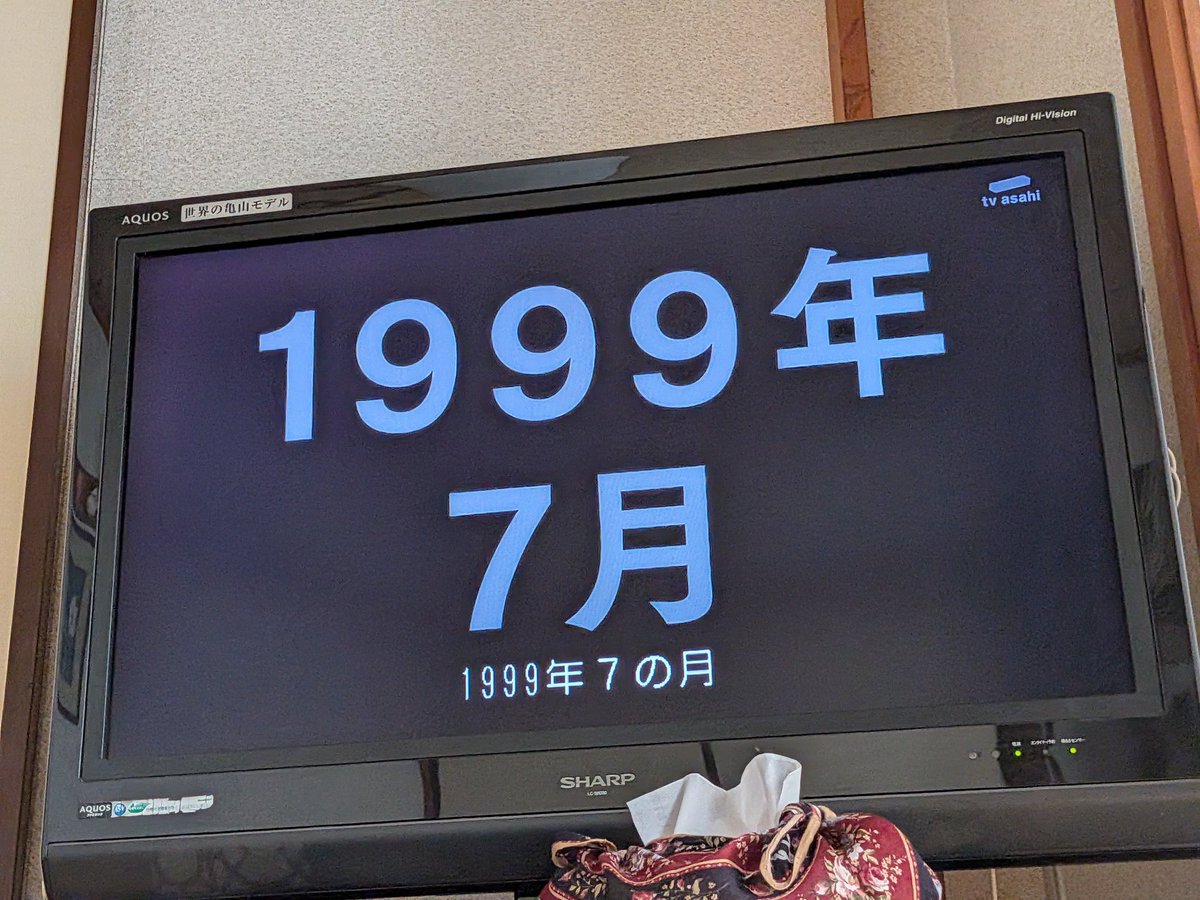 Digital Hi-Vision
AQUOS 世界の亀山モデル
tv asahi
1999年
7月
1999年7の月
SHARP
AQUOS